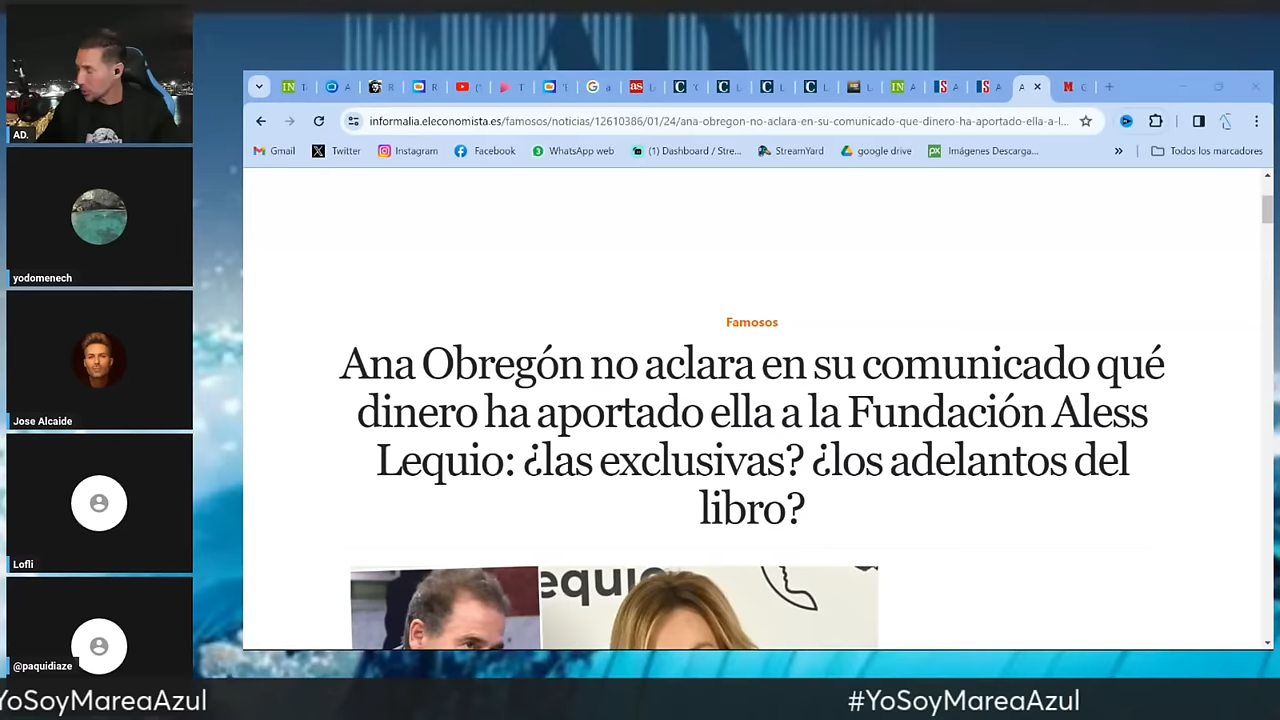 AD.
yodomenech
Jose Alcaide
Lofli
@paquidiaze
informalia.eleconomista.es/famosos/noticias/12610386/01/24/ana-obregon-no-aclara-en-su-comunicado-que-dinero-ha-aportado-ella-a-l...
Gmail
Twitter
Instagram
Facebook
WhatsApp web
(1) Dashboard / Stre...
StreamYard
google drive
Imágenes Descarga...
»
Todos los marcadores
Famosos
Ana Obregón no aclara en su comunicado qué
dinero ha aportado ella a la Fundación Aless
Lequio: ¿las exclusivas? ¿los adelantos del
libro?
equio
YoSoyMareaAzul
#YoSoyMareaAzul